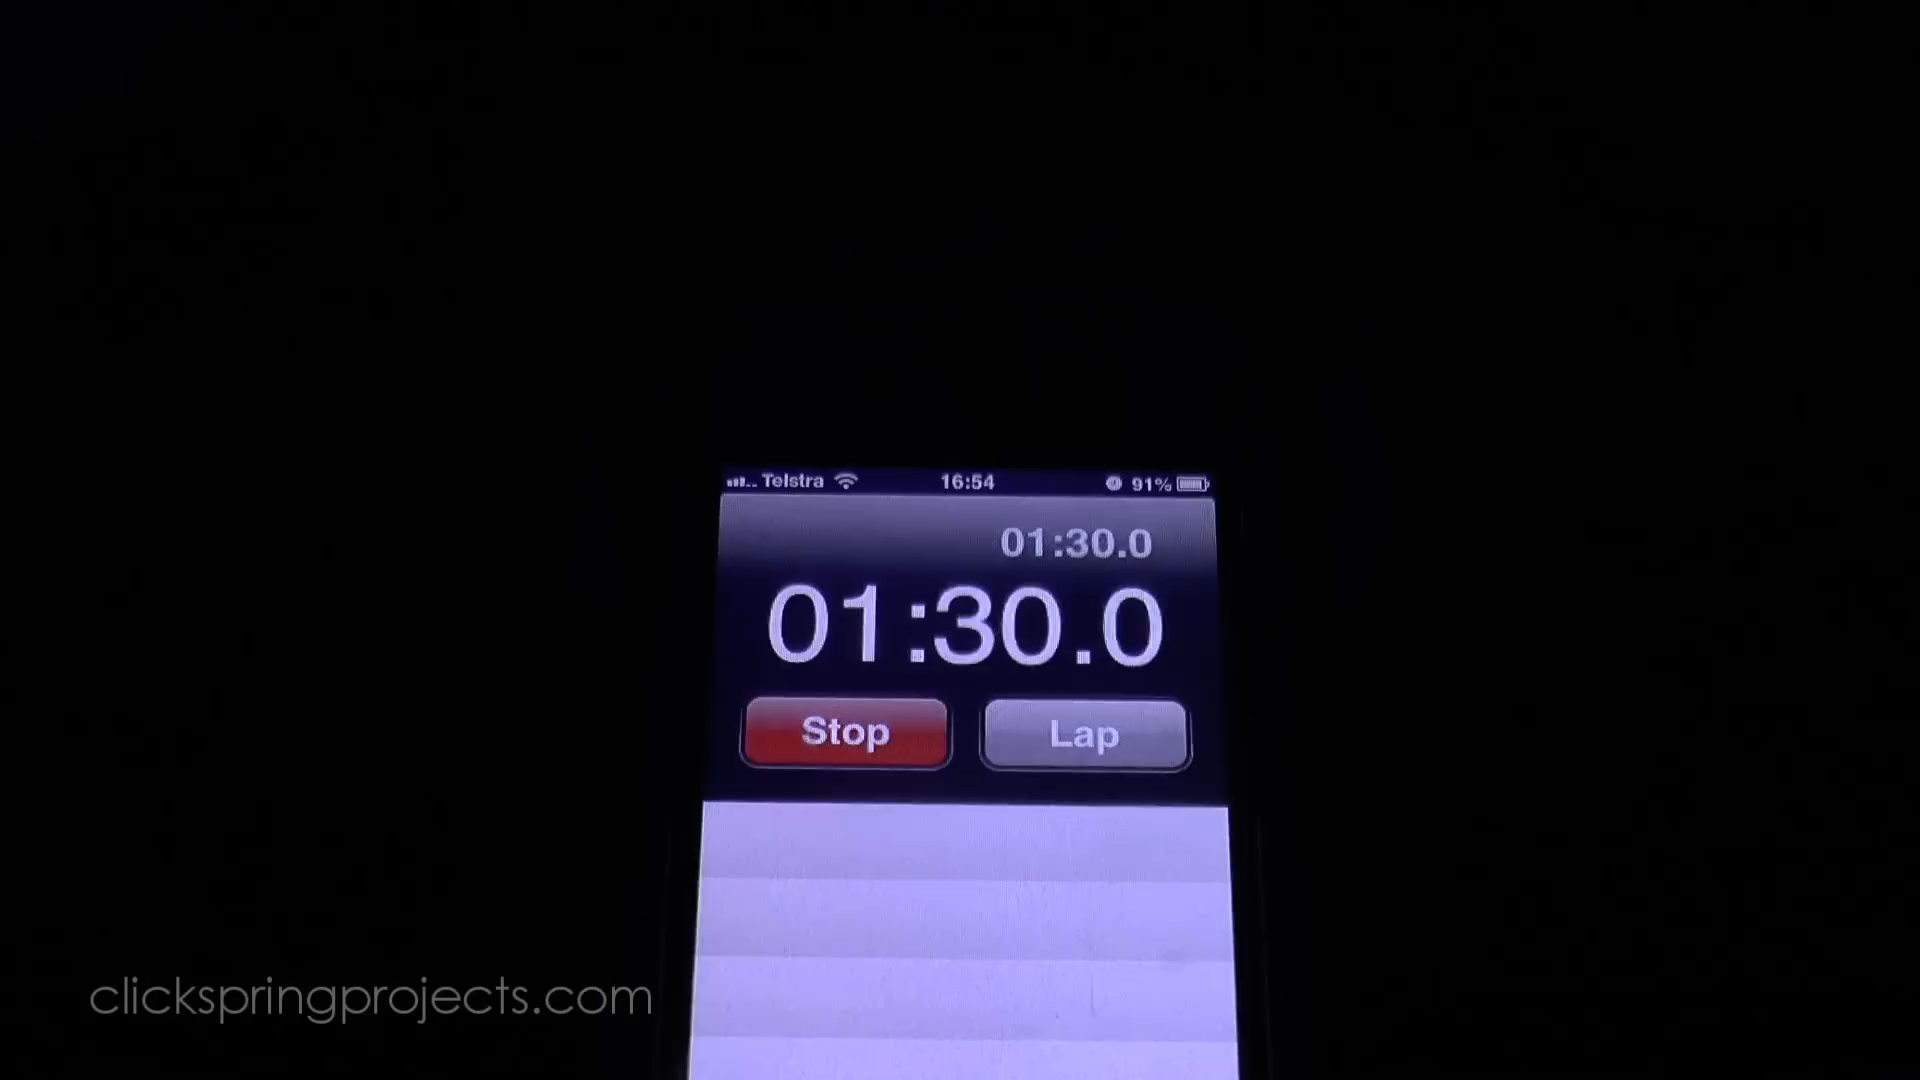 Telstra 16:54 91%
01:30.0
01:30.0
Stop Lap
clickspringprojects.com